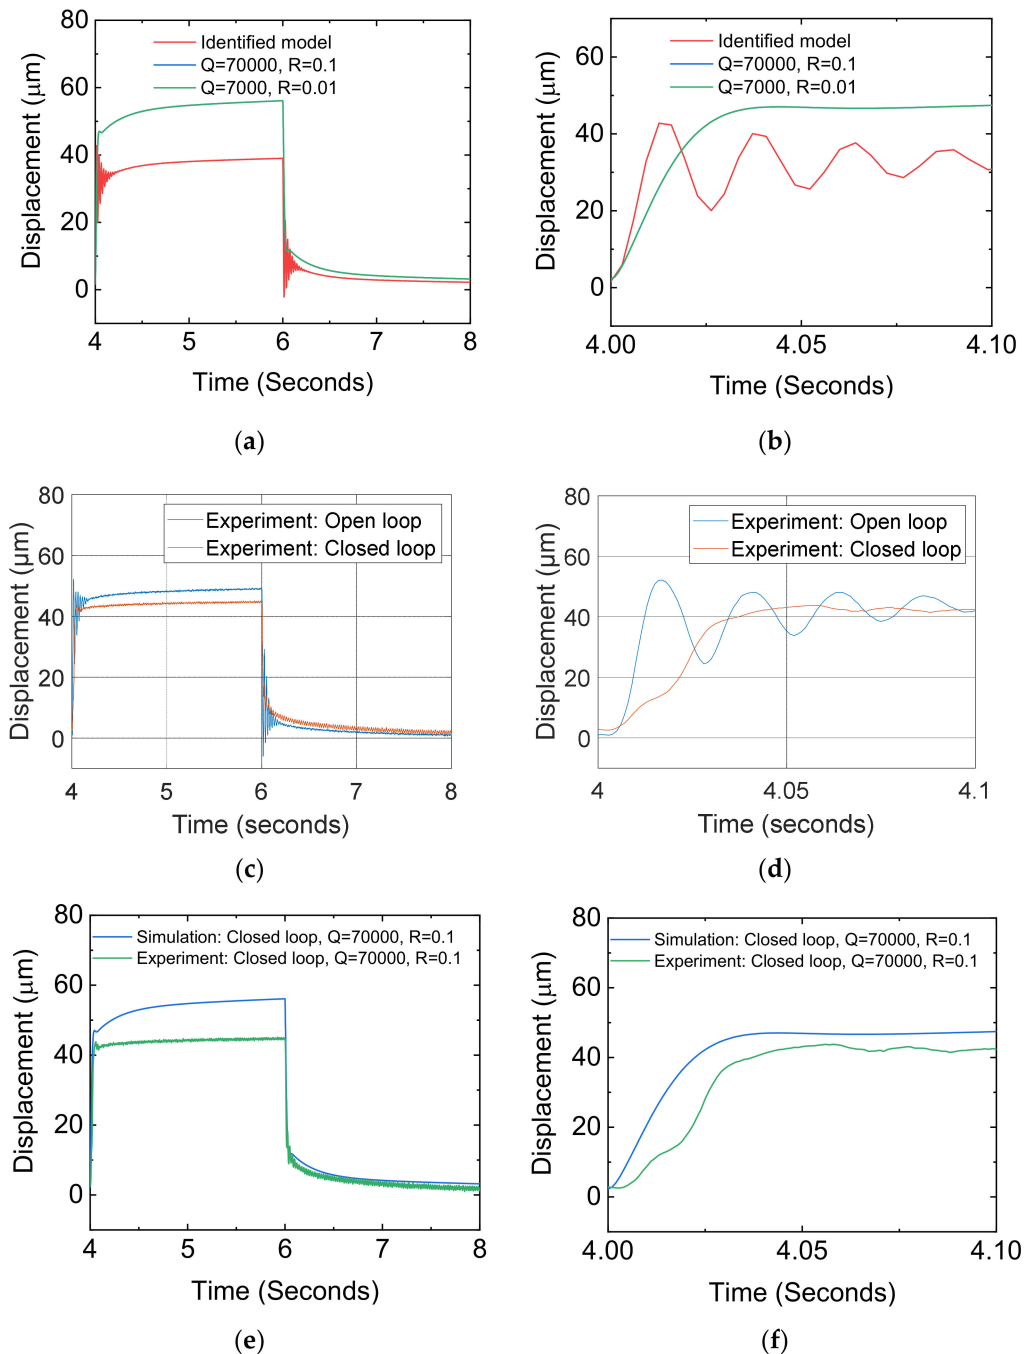 80
60
40
20
0
Displacement (μm)
Identified model
Q=70000, R=0.1
Q=7000, R=0.01
4
5
6
7
8
Time (Seconds)
(a)
60
40
20
0
Displacement (μm)
Identified model
Q=70000, R=0.1
Q=7000, R=0.01
4.00
4.05
4.10
Time (Seconds)
(b)
80
60
40
20
0
Displacement (μm)
Experiment: Open loop
Experiment: Closed loop
4
5
6
7
8
Time (seconds)
(c)
80
60
40
20
0
Displacement (μm)
Experiment: Open loop
Experiment: Closed loop
4
4.05
4.1
Time (seconds)
(d)
80
60
40
20
0
Displacement (μm)
Simulation: Closed loop, Q=70000, R=0.1
Experiment: Closed loop, Q=70000, R=0.1
4
5
6
7
8
Time (Seconds)
(e)
80
60
40
20
0
Displacement (μm)
Simulation: Closed loop, Q=70000, R=0.1
Experiment: Closed loop, Q=70000, R=0.1
4.00
4.05
4.10
Time (Seconds)
(f)